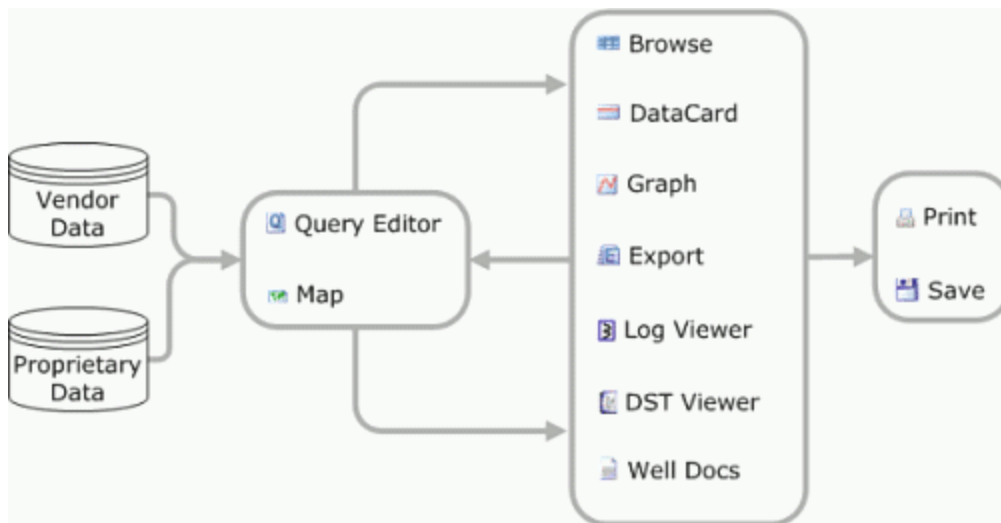 Vendor
Data
Proprietary
Data
Query Editor
Map
Browse
DataCard
Graph
Export
Log Viewer
DST Viewer
Well Docs
Print
Save